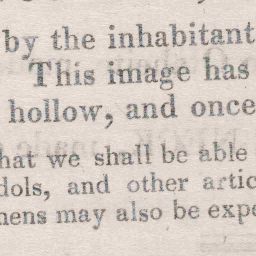 by the inhabitant
This image has
hollow, and once
hat we shall be able
dols, and other artic
mens may also be expe